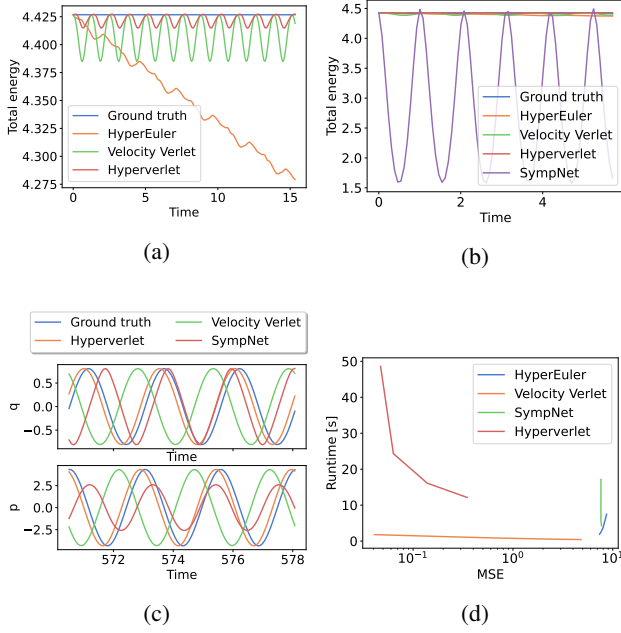 4.425
4.400
4.375
4.350
4.325
4.300
4.275
Total energy
Ground truth
HyperEuler
Velocity Verlet
Hyperverlet
0 5 10 15
Time
(a)
4.5
4.0
3.5
3.0
2.5
2.0
1.5
Total energy
Ground truth
HyperEuler
Velocity Verlet
Hyperverlet
SympNet
0 2 4
Time
(b)
Ground truth Velocity Verlet
Hyperverlet SympNet
0.5
0.0
−0.5
q
Time
2.5
0.0
−2.5
p
572 574 576 578
Time
(c)
50
40
30
20
10
0
Runtime [s]
HyperEuler
Velocity Verlet
SympNet
Hyperverlet
10⁻¹ 10⁰ 10¹
MSE
(d)